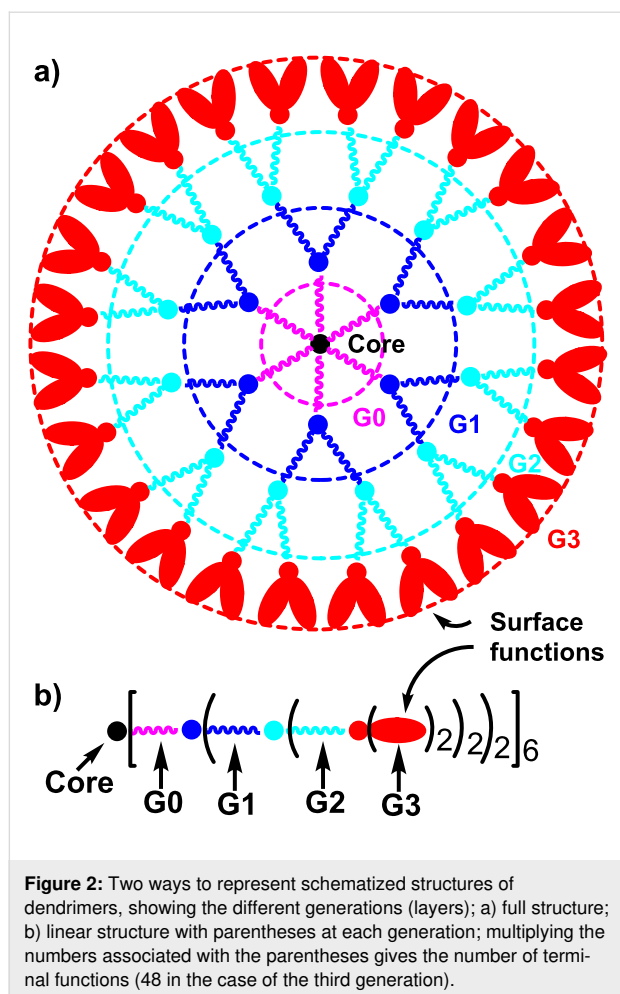 a)
Core
G0
G1
G2
G3
Surface
functions
b)
[ ( ( ( )2 )2 )2 ]6
Core
G0 G1 G2 G3
Figure 2: Two ways to represent schematized structures of
dendrimers, showing the different generations (layers); a) full structure;
b) linear structure with parentheses at each generation; multiplying the
numbers associated with the parentheses gives the number of termi-
nal functions (48 in the case of the third generation).